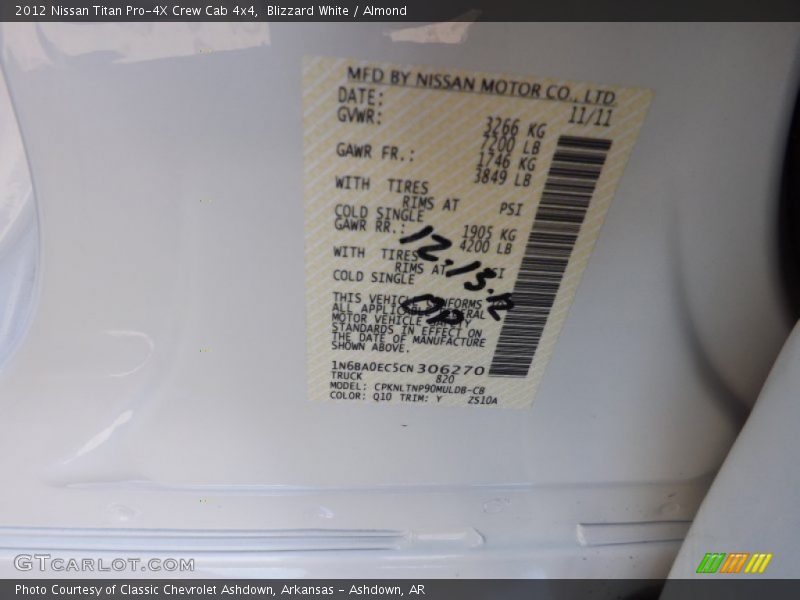 2012 Nissan Titan Pro-4X Crew Cab 4x4, Blizzard White / Almond
MFD BY NISSAN MOTOR CO., LTD
DATE: 11/11
GVWR: 3266 KG
7200 LB
GAWR FR.: 1746 KG
3849 LB
WITH TIRES
RIMS AT PSI
COLD SINGLE
GAWR RR.: 1905 KG
4200 LB
WITH TIRES
RIMS AT
COLD SINGLE
12.13.12
THIS VEHICLE CONFORMS
ALL APPLICABLE FEDERAL
MOTOR VEHICLE SAFETY
STANDARDS IN EFFECT ON
THE DATE OF MANUFACTURE
SHOWN ABOVE.
1N6BA0EC5CN306270
TRUCK 820
MODEL: CPKNLTNP90MULDB-C8
COLOR: Q10 TRIM: Y ZS10A
GTCARLOT.COM
Photo Courtesy of Classic Chevrolet Ashdown, Arkansas - Ashdown, AR